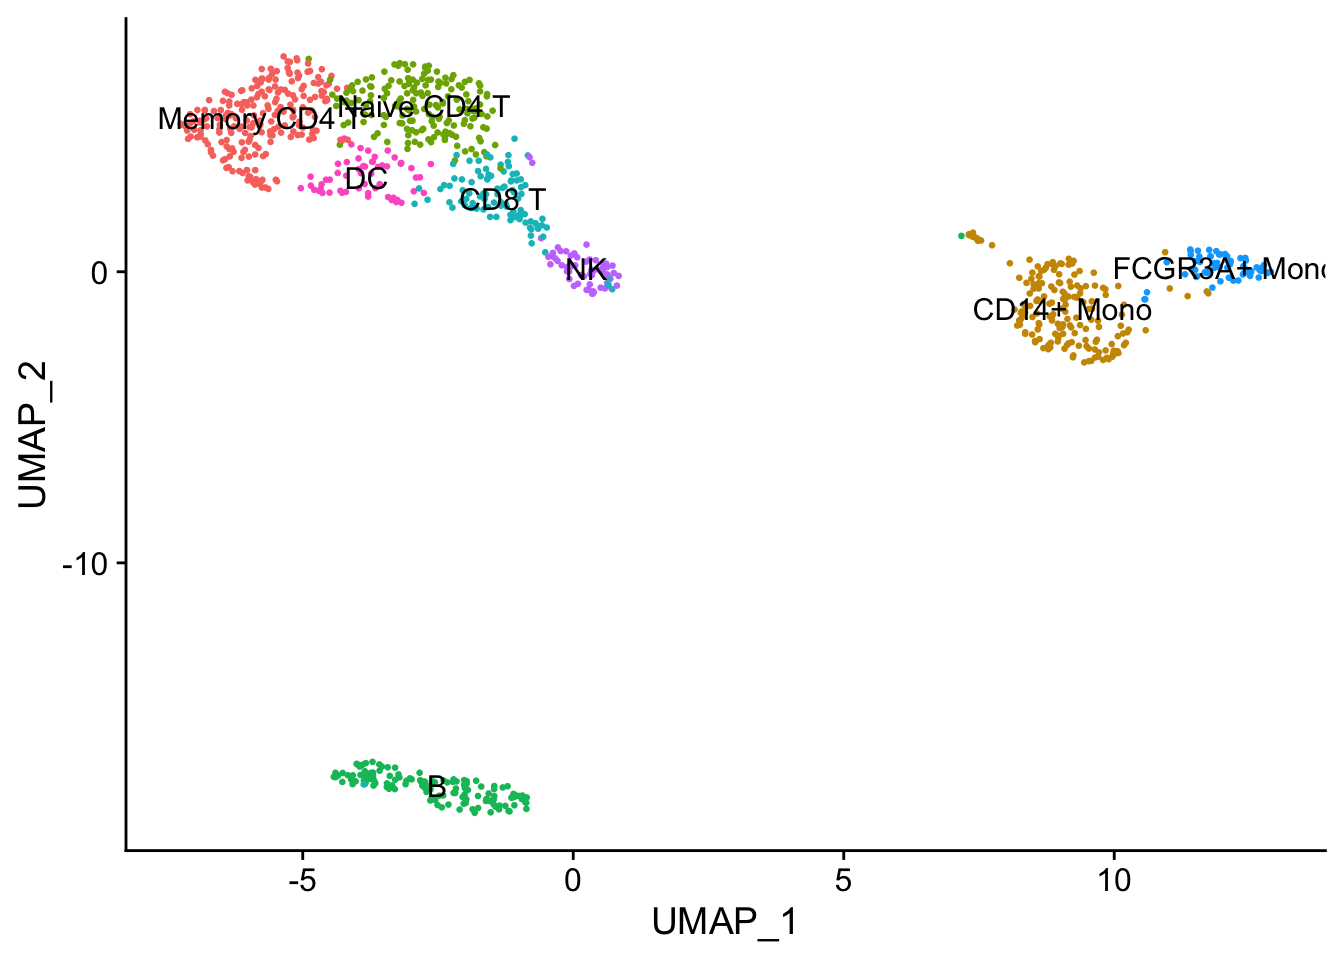 Naive CD4 T
Memory CD4 T
DC
CD8 T
NK
FCGR3A+ Mono
CD14+ Mono
B
0
-10
UMAP_2
-5
0
5
10
UMAP_1